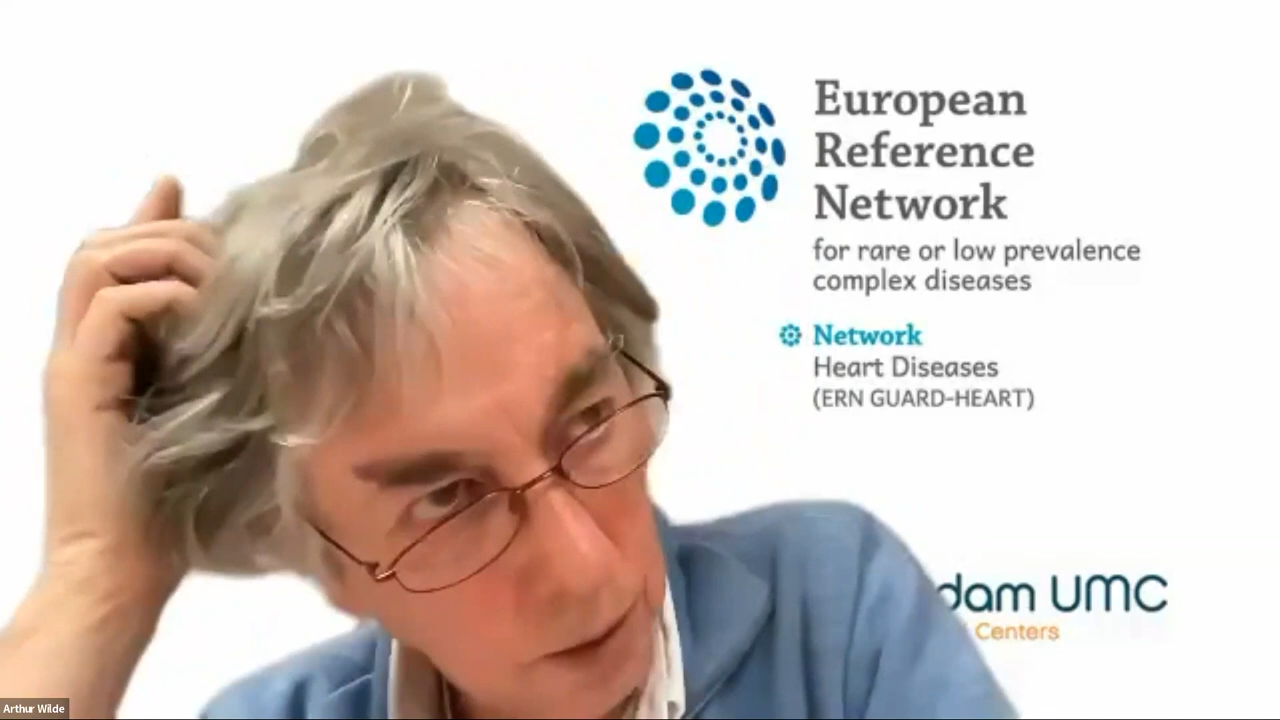 European
Reference
Network
for rare or low prevalence
complex diseases
Network
Heart Diseases
(ERN GUARD-HEART)
dam UMC
Centers
Arthur Wilde